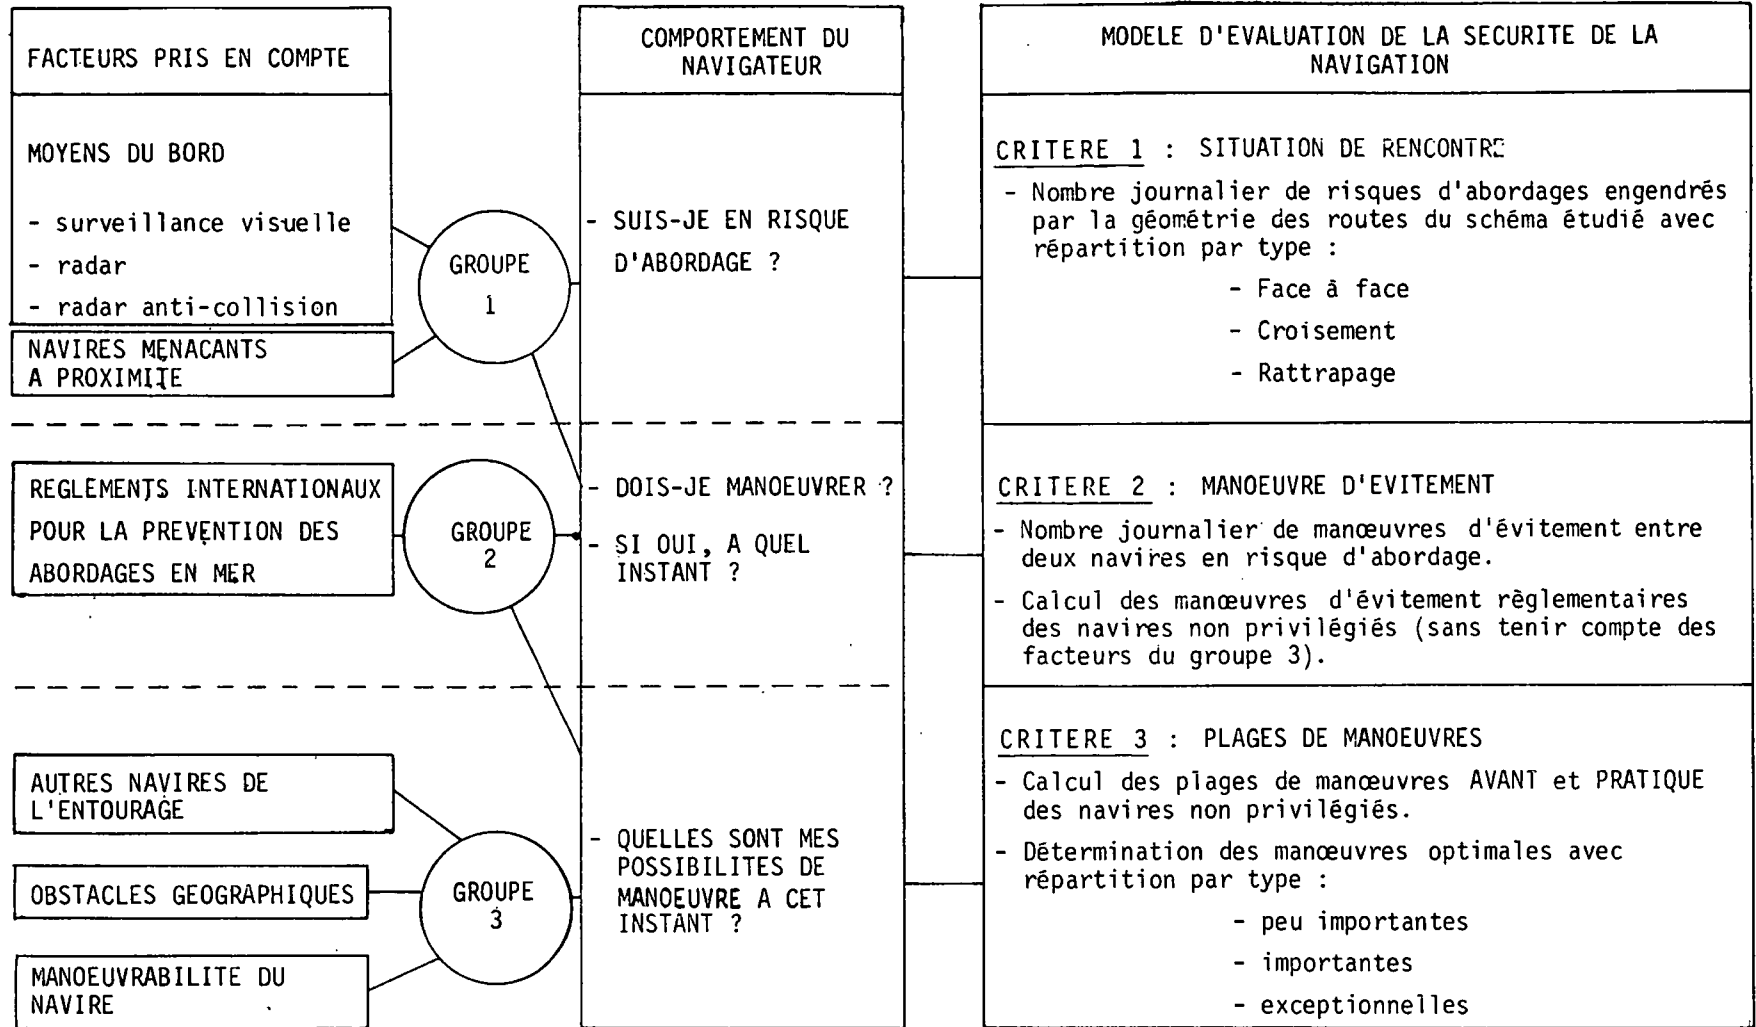 FACTEURS PRIS EN COMPTE
MOYENS DU BORD
- surveillance visuelle
- radar
- radar anti-collision
NAVIRES MENACANTS
A PROXIMITE
GROUPE
1
REGLEMENTS INTERNATIONAUX
POUR LA PREVENTION DES
ABORDAGES EN MER
GROUPE
2
AUTRES NAVIRES DE
L'ENTOURAGE
OBSTACLES GEOGRAPHIQUES
MANOEUVRABILITE DU
NAVIRE
GROUPE
3
COMPORTEMENT DU
NAVIGATEUR
- SUIS-JE EN RISQUE
D'ABORDAGE ?
- DOIS-JE MANOEUVRER ?
- SI OUI, A QUEL
INSTANT ?
- QUELLES SONT MES
POSSIBILITES DE
MANOEUVRE A CET
INSTANT ?
MODELE D'EVALUATION DE LA SECURITE DE LA
NAVIGATION
CRITERE 1 : SITUATION DE RENCONTRE
- Nombre journalier de risques d'abordages engendrés
par la géométrie des routes du schéma étudié avec
répartition par type :
- Face à face
- Croisement
- Rattrapage
CRITERE 2 : MANOEUVRE D'EVITEMENT
- Nombre journalier de manœuvres d'évitement entre
deux navires en risque d'abordage.
- Calcul des manœuvres d'évitement règlementaires
des navires non privilégiés (sans tenir compte des
facteurs du groupe 3).
CRITERE 3 : PLAGES DE MANOEUVRES
- Calcul des plages de manœuvres AVANT et PRATIQUE
des navires non privilégiés.
- Détermination des manœuvres optimales avec
répartition par type :
- peu importantes
- importantes
- exceptionnelles